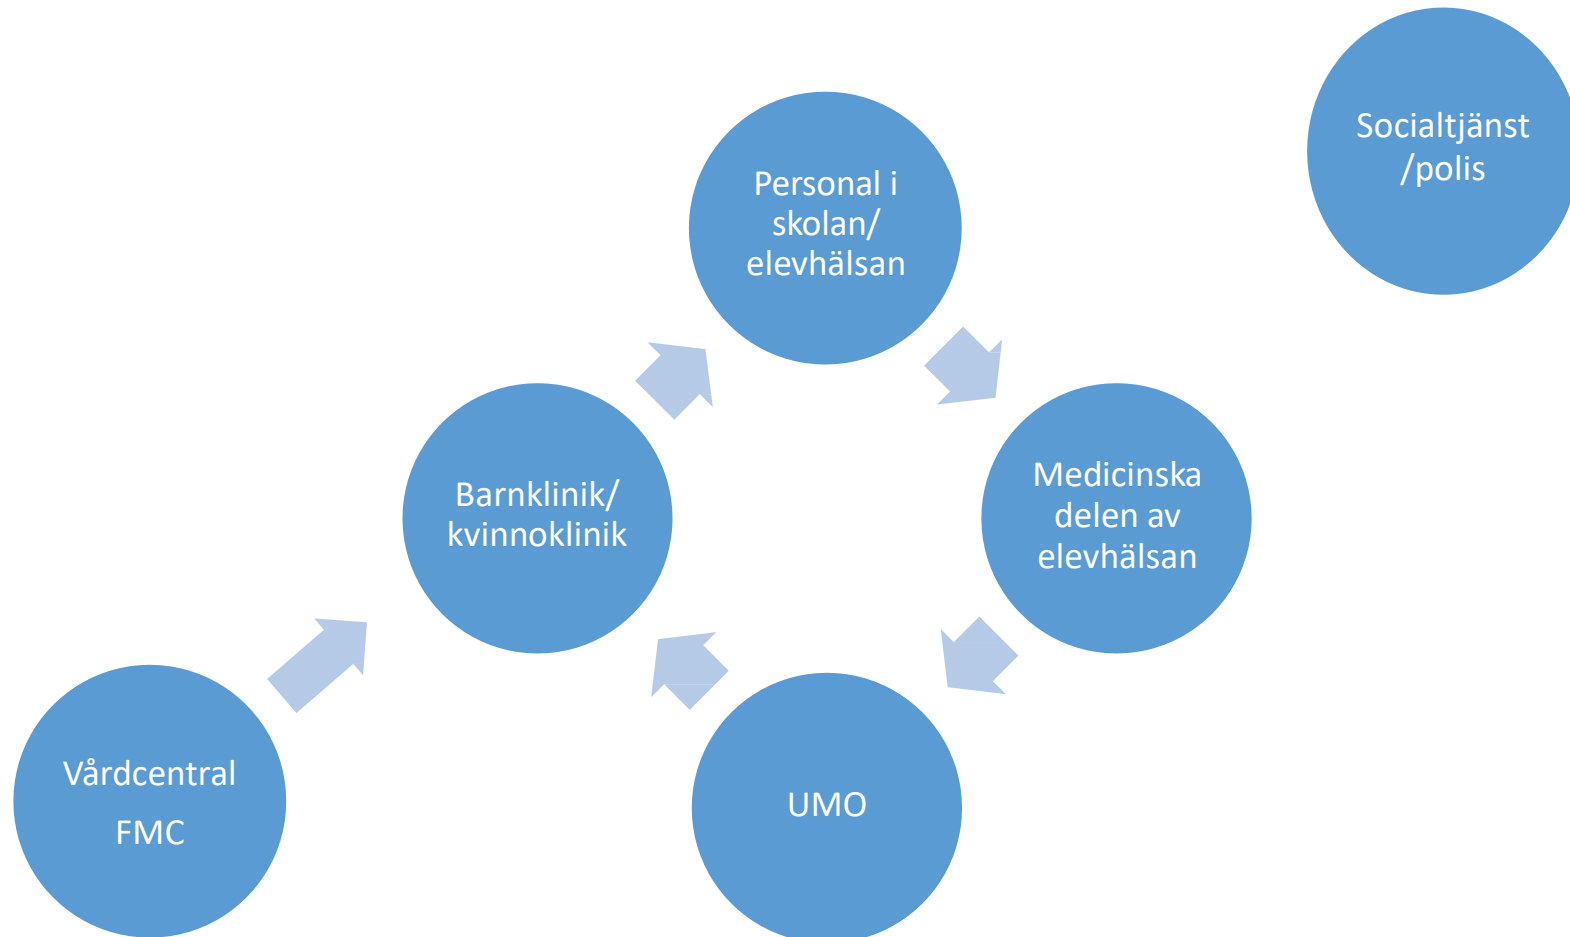 Socialtjänst
/polis
Personal i
skolan/
elevhälsan
Barnklinik/
kvinnoklinik
Medicinska
delen av
elevhälsan
Vårdcentral
FMC
UMO